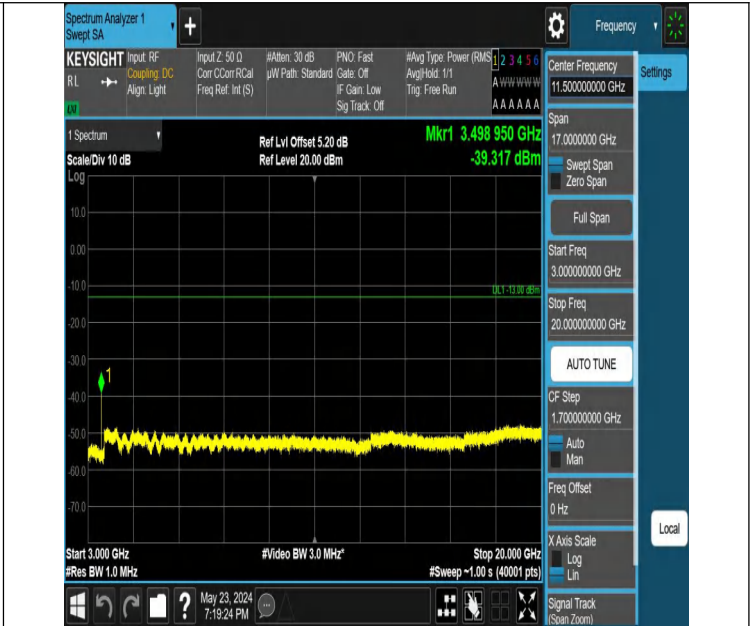 Spectrum Analyzer 1
Swept SA
Frequency
KEYSIGHT
RL
LXI
Input: RF
Coupling: DC
Align: Light
Input Z: 50 Ω
Corr CCorr RCal
Freq Ref: Int (S)
#Atten: 30 dB
µW Path: Standard
PNO: Fast
Gate: Off
IF Gain: Low
Sig Track: Off
#Avg Type: Power (RMS
Avg|Hold: 1/1
Trig: Free Run
1 2 3 4 5 6
A W W W W W
A A A A A A
1 Spectrum
Scale/Div 10 dB
Log
Ref Lvl Offset 5.20 dB
Ref Level 20.00 dBm
Mkr1 3.498 950 GHz
-39.317 dBm
10.0
0.00
-10.0
DL1 -13.00 dBm
-20.0
-30.0
1
-40.0
-50.0
-60.0
-70.0
Start 3.000 GHz
#Res BW 1.0 MHz
#Video BW 3.0 MHz*
Stop 20.000 GHz
#Sweep ~1.00 s (40001 pts)
?
May 23, 2024
7:19:24 PM
Center Frequency
11.500000000 GHz
Settings
Span
17.0000000 GHz
Swept Span
Zero Span
Full Span
Start Freq
3.000000000 GHz
Stop Freq
20.000000000 GHz
AUTO TUNE
CF Step
1.700000000 GHz
Auto
Man
Freq Offset
0 Hz
X Axis Scale
Log
Lin
Local
Signal Track
(Span Zoom)